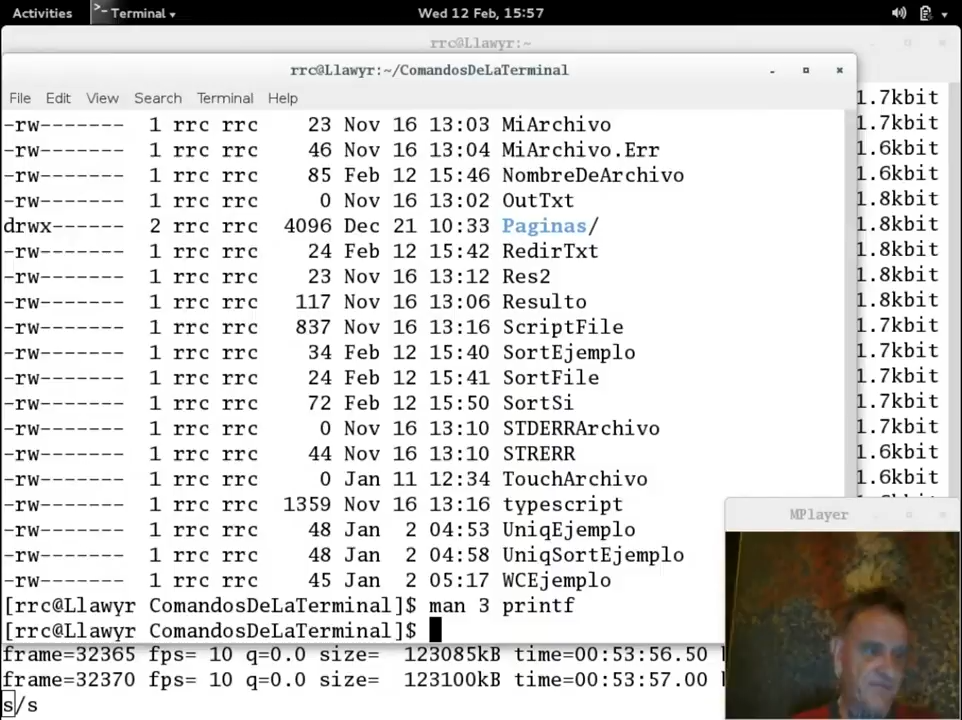 Activities Terminal Wed 12 Feb, 15:57
rrc@Llawyr:~
rrc@Llawyr:~/ComandosDeLaTerminal
File Edit View Search Terminal Help
-rw------- 1 rrc rrc 23 Nov 16 13:03 MiArchivo
-rw------- 1 rrc rrc 46 Nov 16 13:04 MiArchivo.Err
-rw------- 1 rrc rrc 85 Feb 12 15:46 NombreDeArchivo
-rw------- 1 rrc rrc 0 Nov 16 13:02 OutTxt
drwx------ 2 rrc rrc 4096 Dec 21 10:33 Paginas/
-rw------- 1 rrc rrc 24 Feb 12 15:42 RedirTxt
-rw------- 1 rrc rrc 23 Nov 16 13:12 Res2
-rw------- 1 rrc rrc 117 Nov 16 13:06 Resulto
-rw------- 1 rrc rrc 837 Nov 16 13:16 ScriptFile
-rw------- 1 rrc rrc 34 Feb 12 15:40 SortEjemplo
-rw------- 1 rrc rrc 24 Feb 12 15:41 SortFile
-rw------- 1 rrc rrc 72 Feb 12 15:50 SortSi
-rw------- 1 rrc rrc 0 Nov 16 13:10 STDERRArchivo
-rw------- 1 rrc rrc 44 Nov 16 13:10 STRERR
-rw------- 1 rrc rrc 0 Jan 11 12:34 TouchArchivo
-rw------- 1 rrc rrc 1359 Nov 16 13:16 typescript
-rw------- 1 rrc rrc 48 Jan 2 04:53 UniqEjemplo
-rw------- 1 rrc rrc 48 Jan 2 04:58 UniqSortEjemplo
-rw------- 1 rrc rrc 45 Jan 2 05:17 WCEjemplo
[rrc@Llawyr ComandosDeLaTerminal]$ man 3 printf
[rrc@Llawyr ComandosDeLaTerminal]$
1.7kbit
1.7kbit
1.6kbit
1.6kbit
1.8kbit
1.8kbit
1.8kbit
1.8kbit
1.8kbit
1.7kbit
1.7kbit
1.7kbit
1.7kbit
1.7kbit
1.6kbit
1.6kbit
MPlayer
frame=32365 fps= 10 q=0.0 size= 123085kB time=00:53:56.50
frame=32370 fps= 10 q=0.0 size= 123100kB time=00:53:57.00
s/s